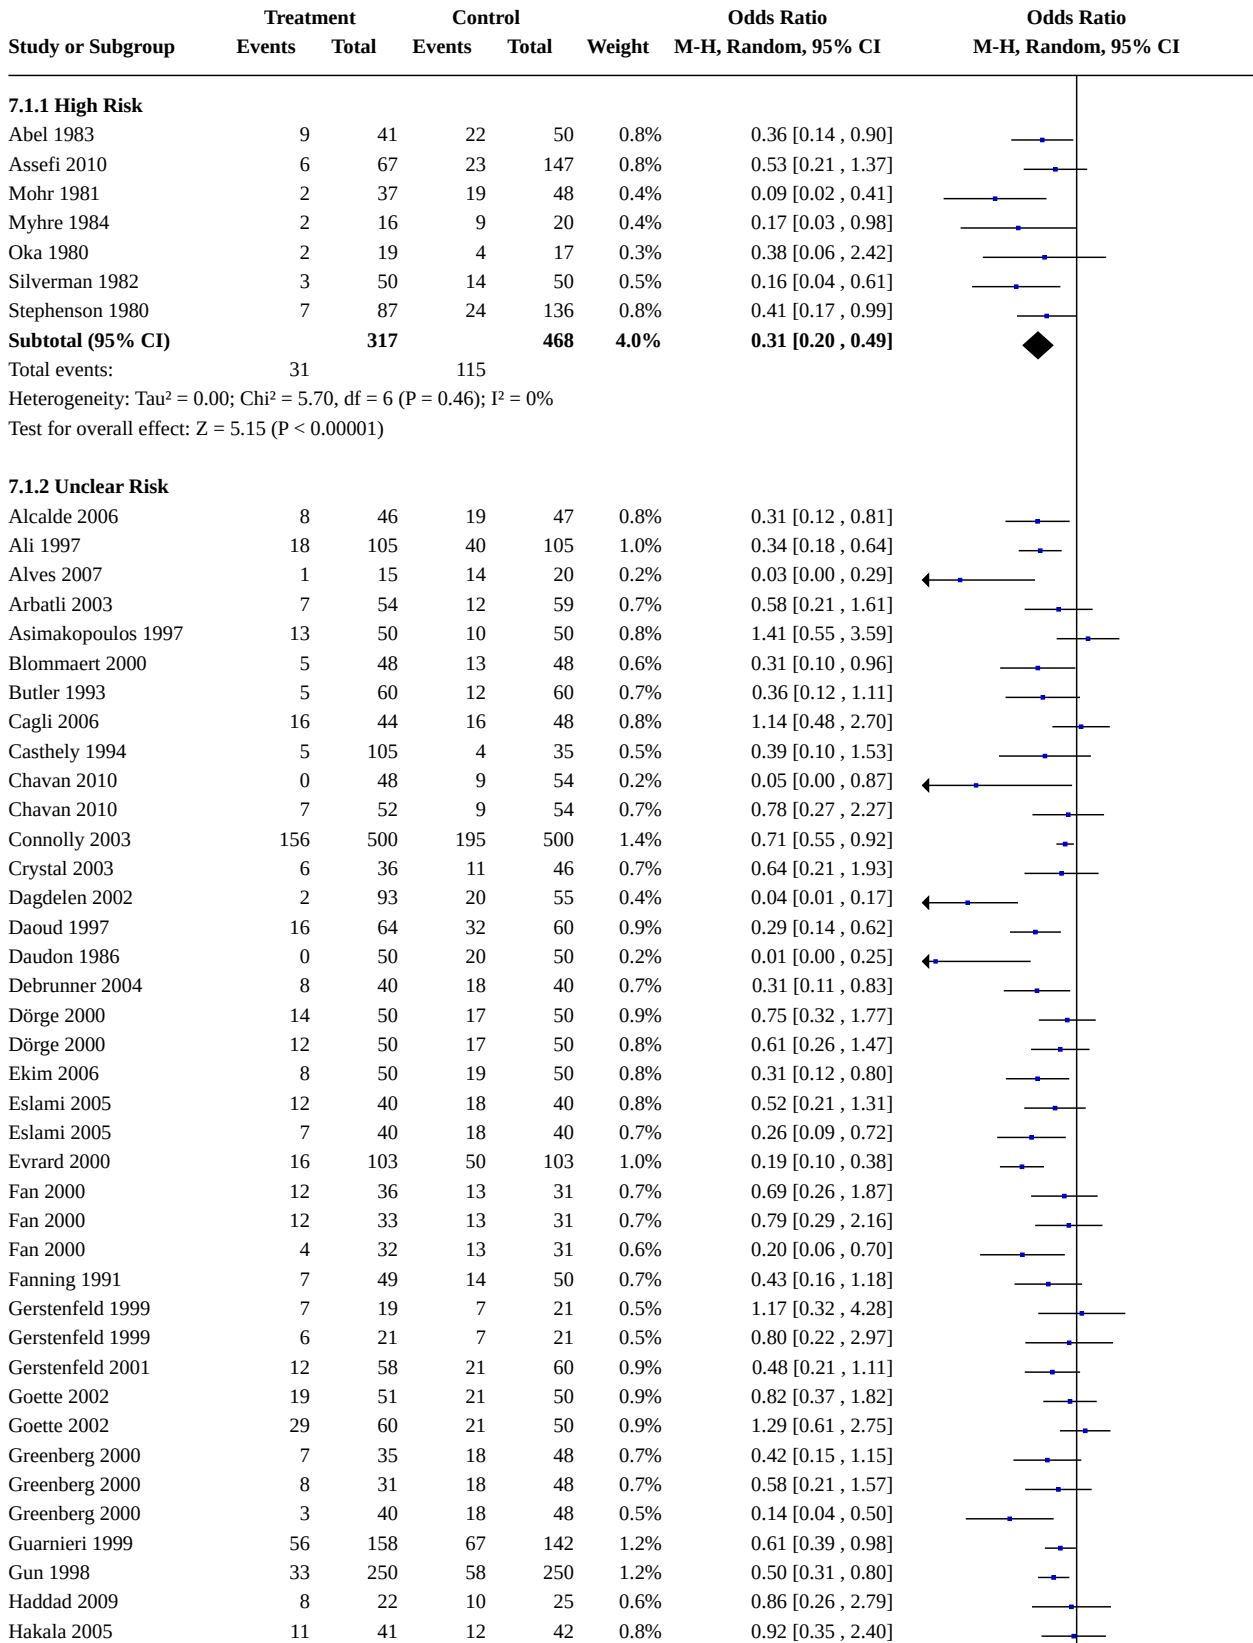 Treatment Control Odds Ratio Odds Ratio
Study or Subgroup Events Total Events Total Weight M-H, Random, 95% CI M-H, Random, 95% CI
7.1.1 High Risk
Abel 1983 9 41 22 50 0.8% 0.36 [0.14 , 0.90]
Assefi 2010 6 67 23 147 0.8% 0.53 [0.21 , 1.37]
Mohr 1981 2 37 19 48 0.4% 0.09 [0.02 , 0.41]
Myhre 1984 2 16 9 20 0.4% 0.17 [0.03 , 0.98]
Oka 1980 2 19 4 17 0.3% 0.38 [0.06 , 2.42]
Silverman 1982 3 50 14 50 0.5% 0.16 [0.04 , 0.61]
Stephenson 1980 7 87 24 136 0.8% 0.41 [0.17 , 0.99]
Subtotal (95% CI) 317 468 4.0% 0.31 [0.20 , 0.49]
Total events: 31 115
Heterogeneity: Tau² = 0.00; Chi² = 5.70, df = 6 (P = 0.46); I² = 0%
Test for overall effect: Z = 5.15 (P < 0.00001)
7.1.2 Unclear Risk
Alcalde 2006 8 46 19 47 0.8% 0.31 [0.12 , 0.81]
Ali 1997 18 105 40 105 1.0% 0.34 [0.18 , 0.64]
Alves 2007 1 15 14 20 0.2% 0.03 [0.00 , 0.29]
Arbatli 2003 7 54 12 59 0.7% 0.58 [0.21 , 1.61]
Asimakopoulos 1997 13 50 10 50 0.8% 1.41 [0.55 , 3.59]
Blommaert 2000 5 48 13 48 0.6% 0.31 [0.10 , 0.96]
Butler 1993 5 60 12 60 0.7% 0.36 [0.12 , 1.11]
Cagli 2006 16 44 16 48 0.8% 1.14 [0.48 , 2.70]
Casthely 1994 5 105 4 35 0.5% 0.39 [0.10 , 1.53]
Chavan 2010 0 48 9 54 0.2% 0.05 [0.00 , 0.87]
Chavan 2010 7 52 9 54 0.7% 0.78 [0.27 , 2.27]
Connolly 2003 156 500 195 500 1.4% 0.71 [0.55 , 0.92]
Crystal 2003 6 36 11 46 0.7% 0.64 [0.21 , 1.93]
Dagdelen 2002 2 93 20 55 0.4% 0.04 [0.01 , 0.17]
Daoud 1997 16 64 32 60 0.9% 0.29 [0.14 , 0.62]
Daudon 1986 0 50 20 50 0.2% 0.01 [0.00 , 0.25]
Debrunner 2004 8 40 18 40 0.7% 0.31 [0.11 , 0.83]
Dörge 2000 14 50 17 50 0.9% 0.75 [0.32 , 1.77]
Dörge 2000 12 50 17 50 0.8% 0.61 [0.26 , 1.47]
Ekim 2006 8 50 19 50 0.8% 0.31 [0.12 , 0.80]
Eslami 2005 12 40 18 40 0.8% 0.52 [0.21 , 1.31]
Eslami 2005 7 40 18 40 0.7% 0.26 [0.09 , 0.72]
Evrard 2000 16 103 50 103 1.0% 0.19 [0.10 , 0.38]
Fan 2000 12 36 13 31 0.7% 0.69 [0.26 , 1.87]
Fan 2000 12 33 13 31 0.7% 0.79 [0.29 , 2.16]
Fan 2000 4 32 13 31 0.6% 0.20 [0.06 , 0.70]
Fanning 1991 7 49 14 50 0.7% 0.43 [0.16 , 1.18]
Gerstenfeld 1999 7 19 7 21 0.5% 1.17 [0.32 , 4.28]
Gerstenfeld 1999 6 21 7 21 0.5% 0.80 [0.22 , 2.97]
Gerstenfeld 2001 12 58 21 60 0.9% 0.48 [0.21 , 1.11]
Goette 2002 19 51 21 50 0.9% 0.82 [0.37 , 1.82]
Goette 2002 29 60 21 50 0.9% 1.29 [0.61 , 2.75]
Greenberg 2000 7 35 18 48 0.7% 0.42 [0.15 , 1.15]
Greenberg 2000 8 31 18 48 0.7% 0.58 [0.21 , 1.57]
Greenberg 2000 3 40 18 48 0.5% 0.14 [0.04 , 0.50]
Guarnieri 1999 56 158 67 142 1.2% 0.61 [0.39 , 0.98]
Gun 1998 33 250 58 250 1.2% 0.50 [0.31 , 0.80]
Haddad 2009 8 22 10 25 0.6% 0.86 [0.26 , 2.79]
Hakala 2005 11 41 12 42 0.8% 0.92 [0.35 , 2.40]